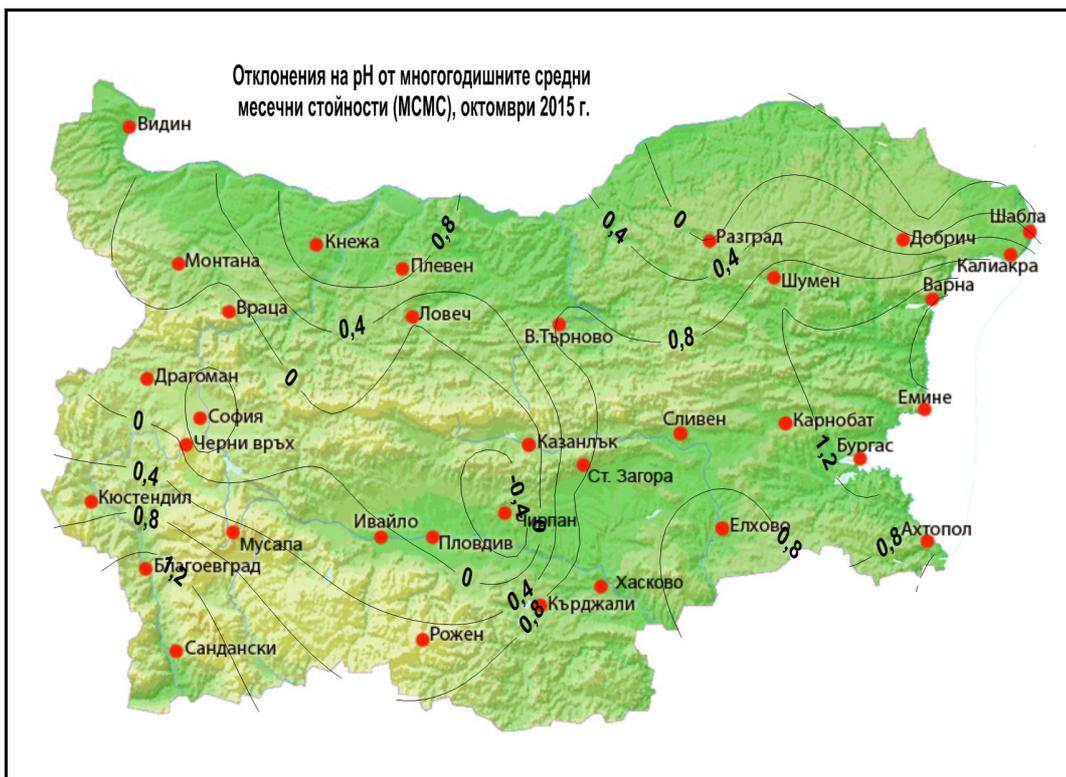 Отклонения на pH от многогодишните средни
месечни стойности (МСМС), октомври 2015 г.
Видин
Шабла
0,8
0,4
0
Кнежа
Разград
Добрич
Монтана
Плевен
0,4
Калиакра
Шумен
Варна
Враца
Ловеч
0,4
В.Търново
0,8
Драгоман
0
Емине
0
София
Сливен
Карнобат
Черни връх
Казанлък
1,2
Бургас
0,4
Ст. Загора
Кюстендил
-0,4
0,8
Чирпан
0
Ивайло
Елхово
Ахтопол
Мусала
Пловдив
0,8
0,8
Благоевград
1,2
0
Хасково
0,4
Кърджали
0,8
Рожен
Сандански